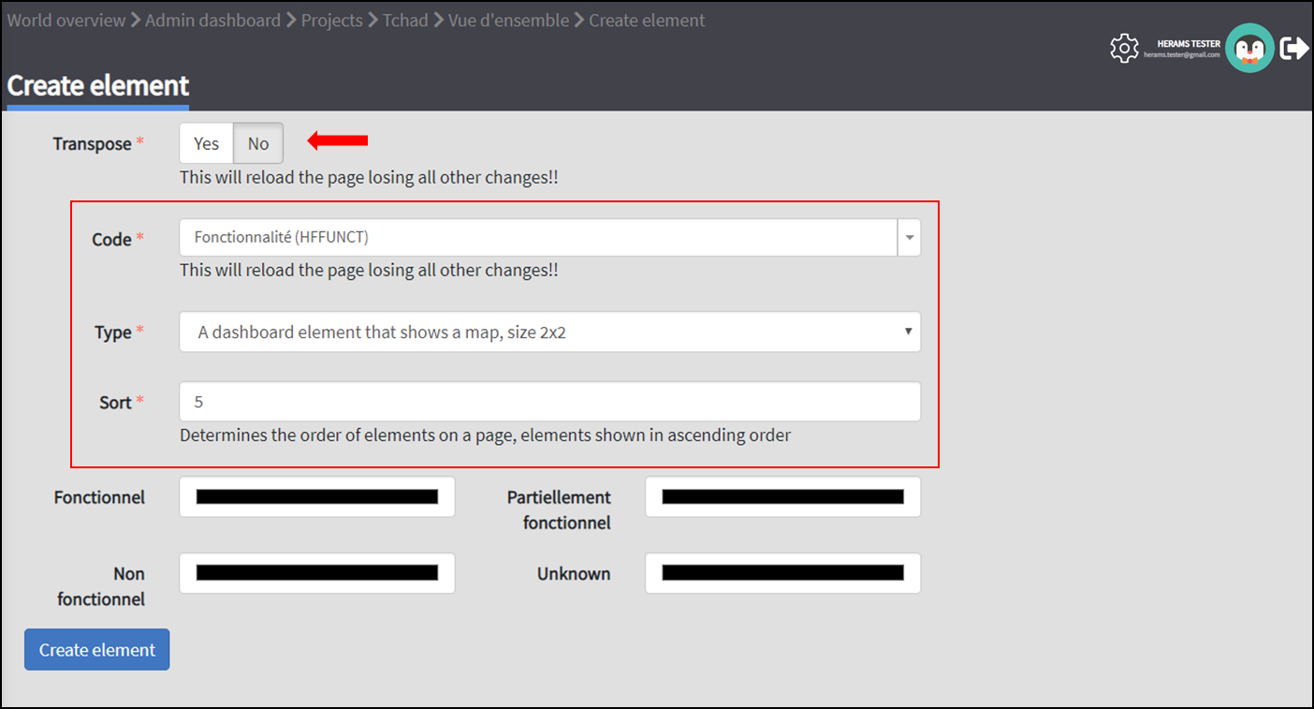 World overview > Admin dashboard > Projects > Tchad > Vue d'ensemble > Create element
HERAMS TESTER
herams.tester@gmail.com
Create element
Transpose *
Yes No
This will reload the page losing all other changes!!
Code *
Fonctionnalité (HFFUNCT)
This will reload the page losing all other changes!!
Type *
A dashboard element that shows a map, size 2x2
Sort *
5
Determines the order of elements on a page, elements shown in ascending order
Fonctionnel
Partiellement
fonctionnel
Non
fonctionnel
Unknown
Create element